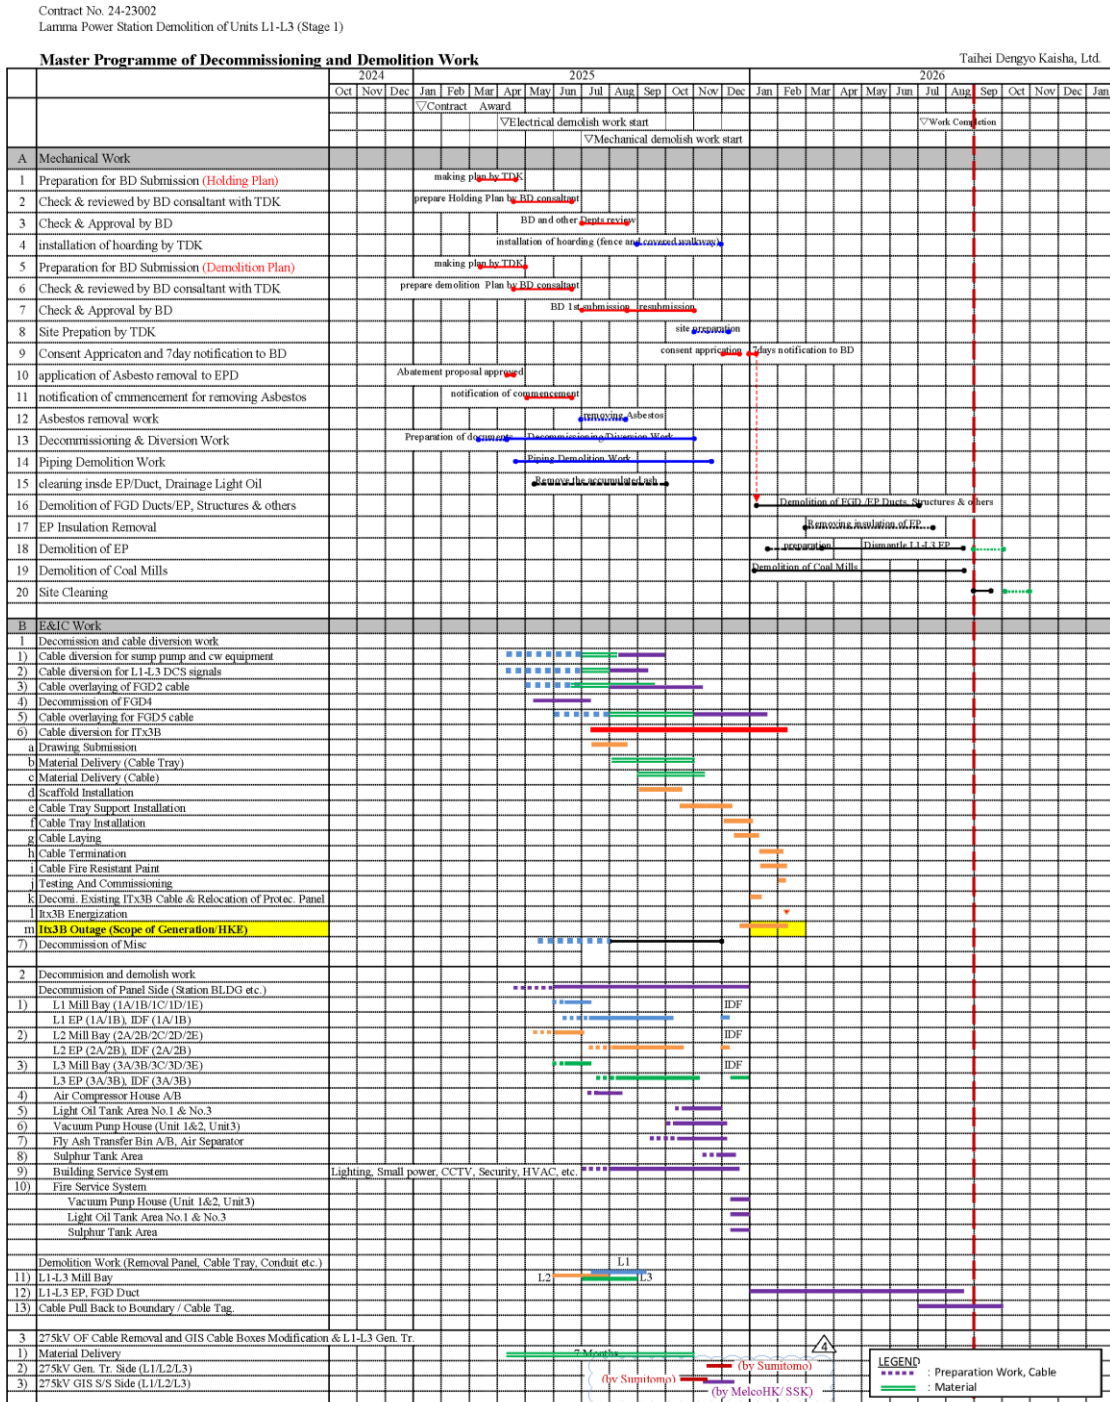 Contract No. 24-23002
Lamma Power Station Demolition of Units L1-L3 (Stage 1)
Master Programme of Decommissioning and Demolition Work
Taihei Dengyo Kaisha, Ltd.
2024 2025 2026
Oct Nov Dec Jan Feb Mar Apr May Jun Jul Aug Sep Oct Nov Dec Jan Feb Mar Apr May Jun Jul Aug Sep Oct Nov Dec Jan
▽Contract Award
▽Electrical demolish work start ▽Work Completion
▽Mechanical demolish work start
A Mechanical Work
1 Preparation for BD Submission (Holding Plan) making plan by TDK
2 Check & reviewed by BD consaltant with TDK prepare Holding Plan by BD consultant
3 Check & Approval by BD BD and other Depts review
4 installation of hoarding by TDK installation of hoarding (fence and covered walkway)
5 Preparation for BD Submission (Demolition Plan) making plan by TDK
6 Check & reviewed by BD consultant with TDK prepare demolition Plan by BD consultant
7 Check & Approval by BD BD 1st submission resubmission
8 Site Prepation by TDK site preparation
9 Consent Appricaton and 7day notification to BD consent apprication 7days notification to BD
10 application of Asbesto removal to EPD Abatement proposal approved
11 notification of cmmencement for removing Asbestos notification of commencement
12 Asbestos removal work removing Asbestos
13 Decommissioning & Diversion Work Preparation of documents Decommissioning/Diversion Work
14 Piping Demolition Work Piping Demolition Work
15 cleaning insde EP/Duct, Drainage Light Oil Remove the accumulated ash
16 Demolition of FGD Ducts/EP, Structures & others Demolition of FGD /EP Ducts, Structures & others
17 EP Insulation Removal Removing insulation of EP
18 Demolition of EP preparation Dismantle L1-L3 EP
19 Demolition of Coal Mills Demolition of Coal Mills
20 Site Cleaning
B E&IC Work
1 Decomission and cable diversion work
1) Cable diversion for sump pump and cw equipment
2) Cable diversion for L1-L3 DCS signals
3) Cable overlaying of FGD2 cable
4) Decommission of FGD4
5) Cable overlaying for FGD5 cable
6) Cable diversion for ITx3B
a Drawing Submission
b Material Delivery (Cable Tray)
c Material Delivery (Cable)
d Scaffold Installation
e Cable Tray Support Installation
f Cable Tray Installation
g Cable Laying
h Cable Termination
i Cable Fire Resistant Paint
j Testing And Commissioning
k Decomi. Existing ITx3B Cable & Relocation of Protec. Panel
l Itx3B Energization
m Itx3B Outage (Scope of Generation/HKE)
7) Decommission of Misc
2 Decommision and demolish work
Decommission of Panel Side (Station BLDG etc.)
1) L1 Mill Bay (1A/1B/1C/1D/1E) IDF
L1 EP (1A/1B), IDF (1A/1B)
2) L2 Mill Bay (2A/2B/2C/2D/2E) IDF
L2 EP (2A/2B), IDF (2A/2B)
3) L3 Mill Bay (3A/3B/3C/3D/3E) IDF
L3 EP (3A/3B), IDF (3A/3B)
4) Air Compressor House A/B
5) Light Oil Tank Area No.1 & No.3
6) Vacuum Punp House (Unit 1&2, Unit3)
7) Fly Ash Transfer Bin A/B, Air Separator
8) Sulphur Tank Area
9) Building Service System Lighting, Small power, CCTV, Security, HVAC, etc.
10) Fire Service System
Vacuum Punp House (Unit 1&2, Unit3)
Light Oil Tank Area No.1 & No.3
Sulphur Tank Area
Demolition Work (Removal Panel, Cable Tray, Conduit etc.) L1
11) L1-L3 Mill Bay L2 L3
12) L1-L3 EP, FGD Duct
13) Cable Pull Back to Boundary / Cable Tag.
3 275kV OF Cable Removal and GIS Cable Boxes Modification & L1-L3 Gen. Tr. 4
1) Material Delivery 7 Months
2) 275kV Gen. Tr. Side (L1/L2/L3) (by Sumitomo)
3) 275kV GIS S/S Side (L1/L2/L3) (by Sumitomo)
(by MelcoHK/ SSK)
LEGEND
: Preparation Work, Cable
: Material